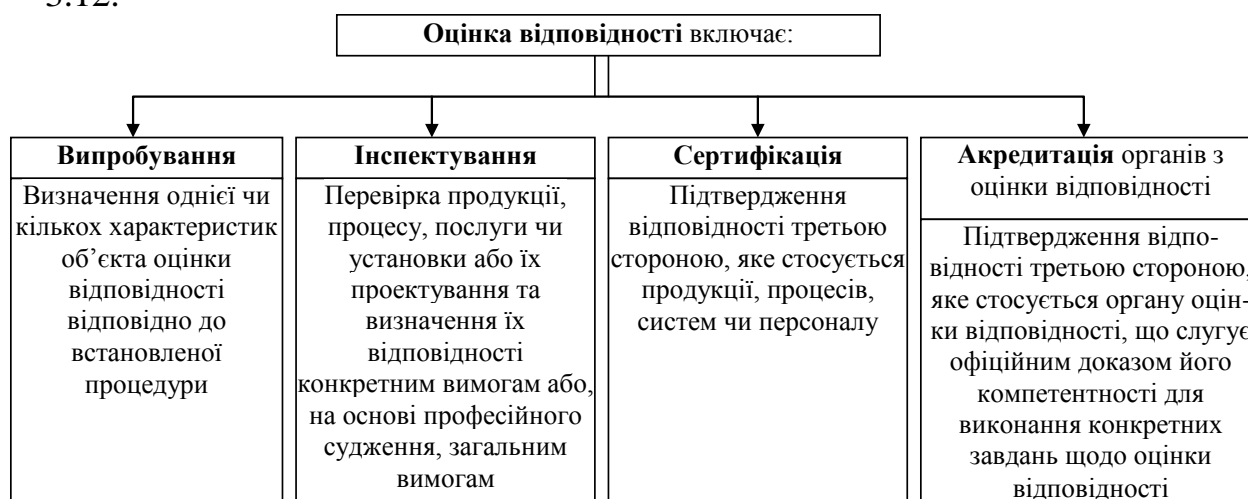 3.12.
Оцінка відповідності включає:
Випробування
Визначення однієї чи
кількох характеристик
об’єкта оцінки
відповідності
відповідно до
встановленої
процедури
Інспектування
Перевірка продукції,
процесу, послуги чи
установки або їх
проектування та
визначення їх
відповідності
конкретним вимогам або,
на основі професійного
судження, загальним
вимогам
Сертифікація
Підтвердження
відповідності третьою
стороною, яке стосується
продукції, процесів,
систем чи персоналу
Акредитація органів з
оцінки відповідності
Підтвердження відпо-
відності третьою стороною,
яке стосується органу оцін-
ки відповідності, що слугує
офіційним доказом його
компетентності для
виконання конкретних
завдань щодо оцінки
відповідності